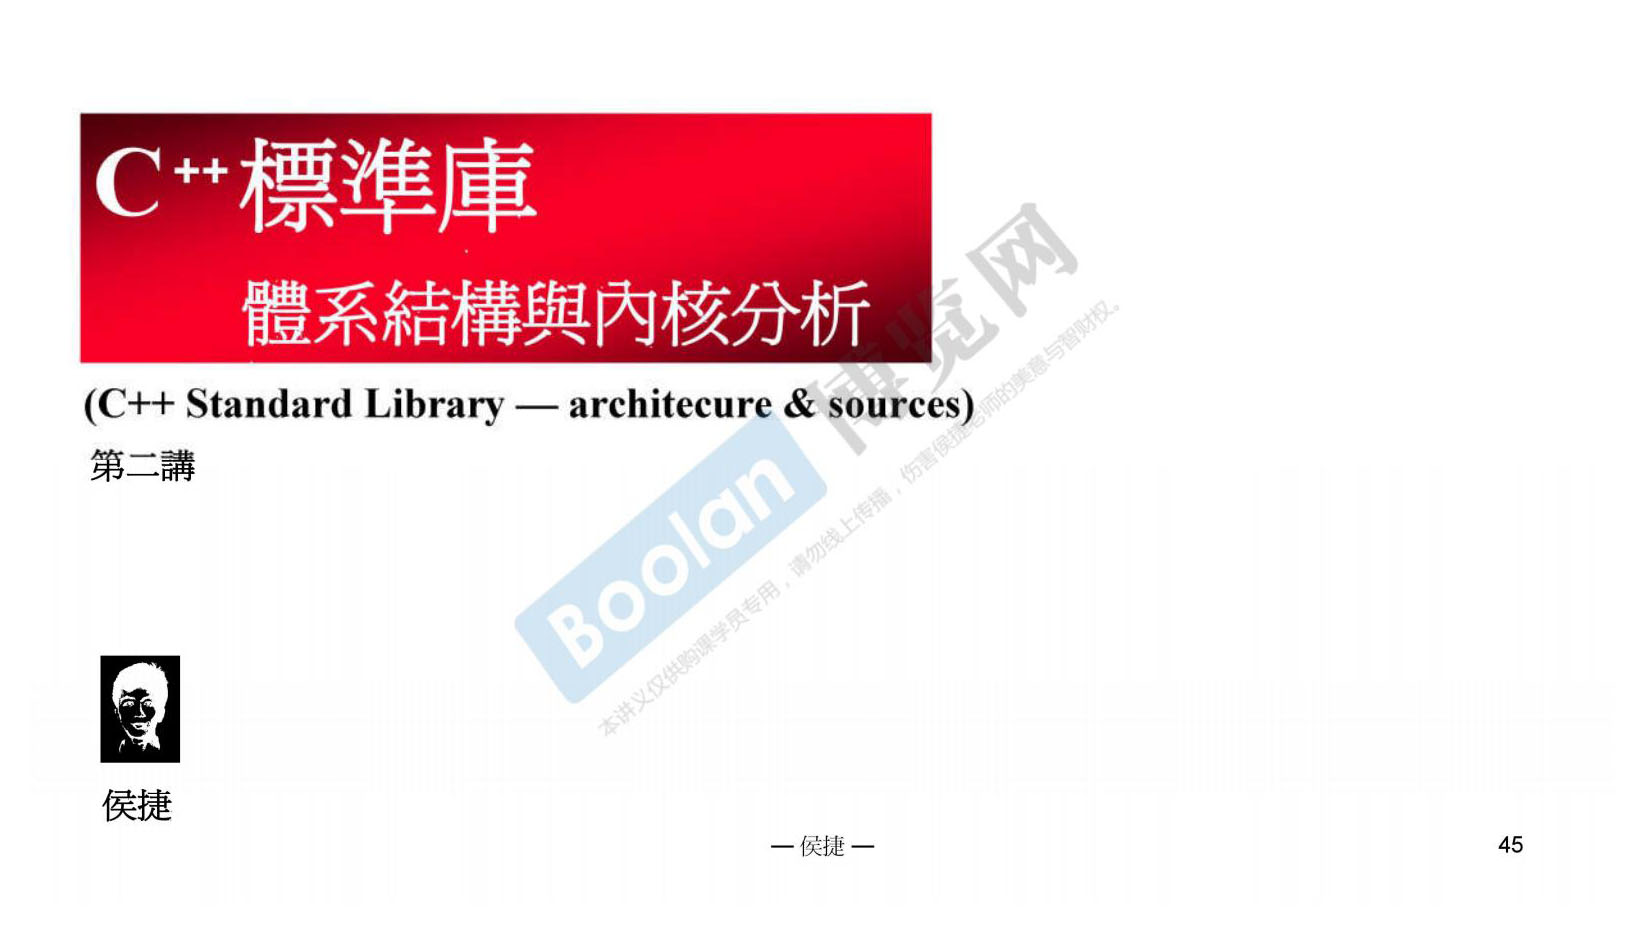 C++標準庫
體系結構與內核分析
(C++ Standard Library — architecure & sources)
第二講
Boolan
博览网
本讲义仅供购课学员专用，请勿线上传播，伤害侯捷老师的美意与智财权。
侯捷
— 侯捷 —
45